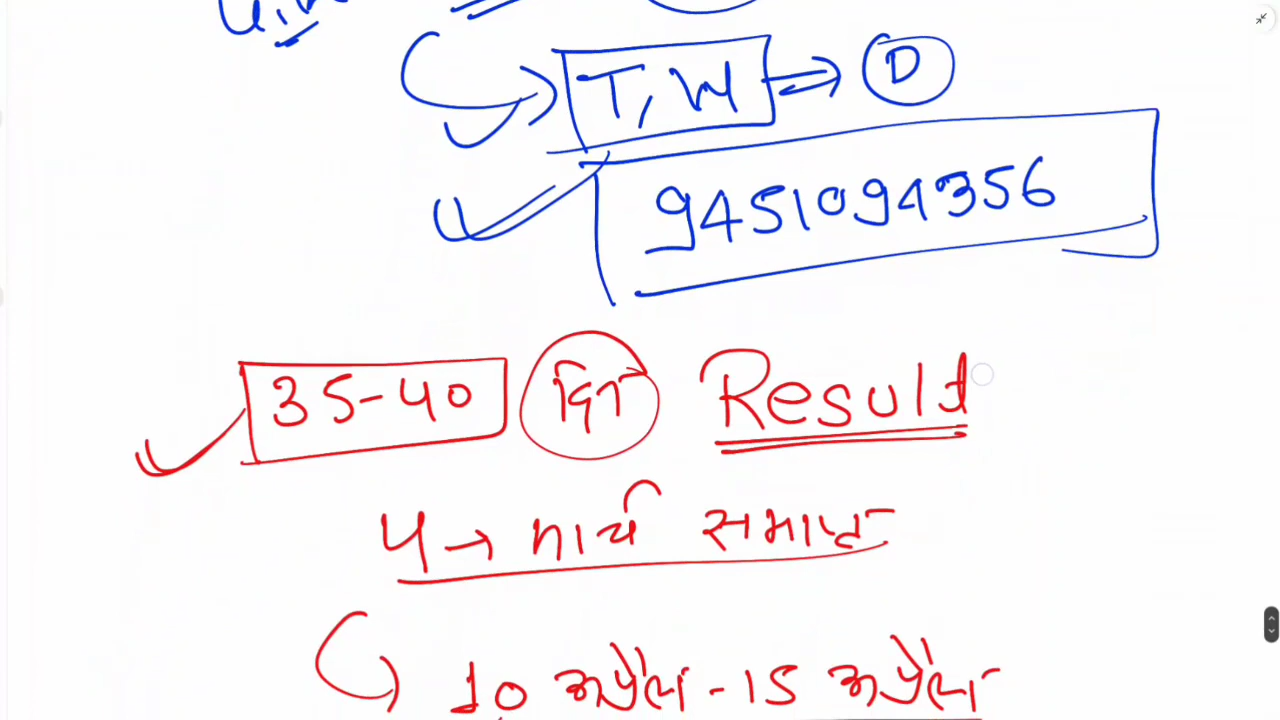 T, W ⇒ D
9451094356
35-40 दिन Result
4 → मार्च समाप्त
10 अप्रैल - 15 अप्रैल